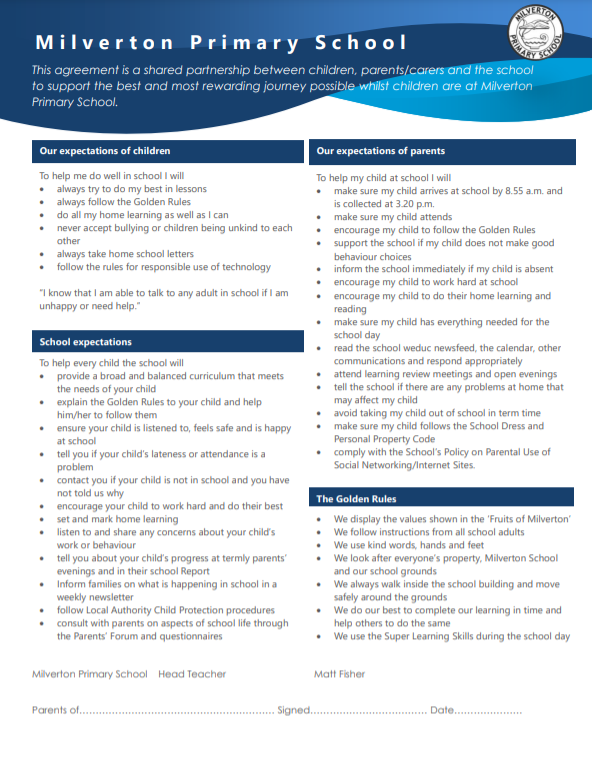 MILVERTON
PRIMARY SCHOOL
Milverton Primary School
This agreement is a shared partnership between children, parents/carers and the school
to support the best and most rewarding journey possible whilst children are at Milverton
Primary School.
Our expectations of children
To help me do well in school I will
• always try to do my best in lessons
• always follow the Golden Rules
• do all my home learning as well as I can
• never accept bullying or children being unkind to each
other
• always take home school letters
• follow the rules for responsible use of technology
"I know that I am able to talk to any adult in school if I am
unhappy or need help."
School expectations
To help every child the school will
• provide a broad and balanced curriculum that meets
the needs of your child
• explain the Golden Rules to your child and help
him/her to follow them
• ensure your child is listened to, feels safe and is happy
at school
• tell you if your child's lateness or attendance is a
problem
• contact you if your child is not in school and you have
not told us why
• encourage your child to work hard and do their best
• set and mark home learning
• listen to and share any concerns about your child's
work or behaviour
• tell you about your child's progress at termly parents'
evenings and in their school Report
• Inform families on what is happening in school in a
weekly newsletter
• follow Local Authority Child Protection procedures
• consult with parents on aspects of school life through
the Parents' Forum and questionnaires
Our expectations of parents
To help my child at school I will
• make sure my child arrives at school by 8.55 a.m. and
is collected at 3.20 p.m.
• make sure my child attends
• encourage my child to follow the Golden Rules
• support the school if my child does not make good
behaviour choices
• inform the school immediately if my child is absent
• encourage my child to work hard at school
• encourage my child to do their home learning and
reading
• make sure my child has everything needed for the
school day
• read the school weduc newsfeed, the calendar, other
communications and respond appropriately
• attend learning review meetings and open evenings
• tell the school if there are any problems at home that
may affect my child
• avoid taking my child out of school in term time
• make sure my child follows the School Dress and
Personal Property Code
• comply with the School's Policy on Parental Use of
Social Networking/Internet Sites.
The Golden Rules
• We display the values shown in the 'Fruits of Milverton'
• We follow instructions from all school adults
• We use kind words, hands and feet
• We look after everyone's property, Milverton School
and our school grounds
• We always walk inside the school building and move
safely around the grounds
• We do our best to complete our learning in time and
help others to do the same
• We use the Super Learning Skills during the school day
Milverton Primary School Head Teacher Matt Fisher
Parents of……………………………………………………… Signed……………………………… Date…………………